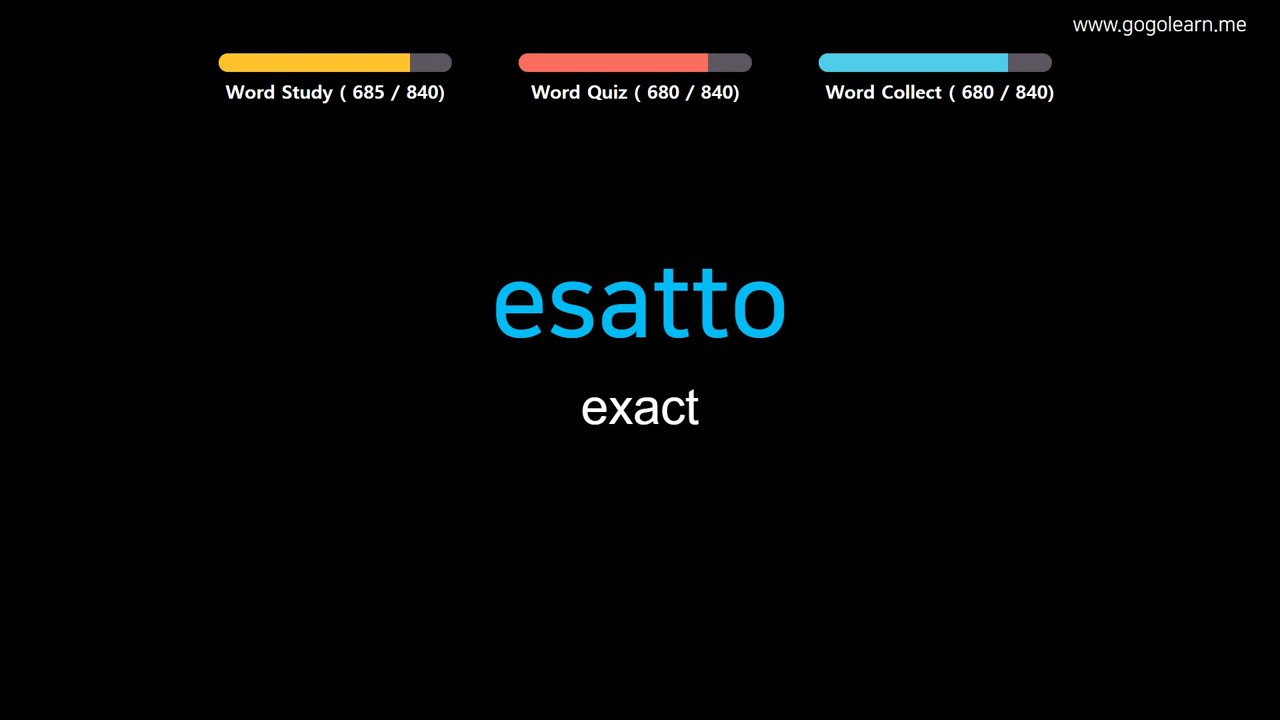 www.gogolearn.me
Word Study ( 685 / 840)
Word Quiz ( 680 / 840)
Word Collect ( 680 / 840)
esatto
exact